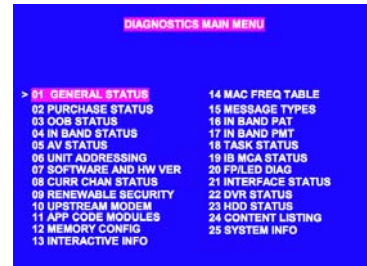 DIAGNOSTICS MAIN MENU
> 01 GENERAL STATUS
02 PURCHASE STATUS
03 OOB STATUS
04 IN BAND STATUS
05 AV STATUS
06 UNIT ADDRESSING
07 SOFTWARE AND HW VER
08 CURR CHAN STATUS
09 RENEWABLE SECURITY
10 UPSTREAM MODEM
11 APP CODE MODULES
12 MEMORY CONFIG
13 INTERACTIVE INFO
14 MAC FREQ TABLE
15 MESSAGE TYPES
16 IN BAND PAT
17 IN BAND PMT
18 TASK STATUS
19 IB MCA STATUS
20 FP/LED DIAG
21 INTERFACE STATUS
22 DVR STATUS
23 HDD STATUS
24 CONTENT LISTING
25 SYSTEM INFO